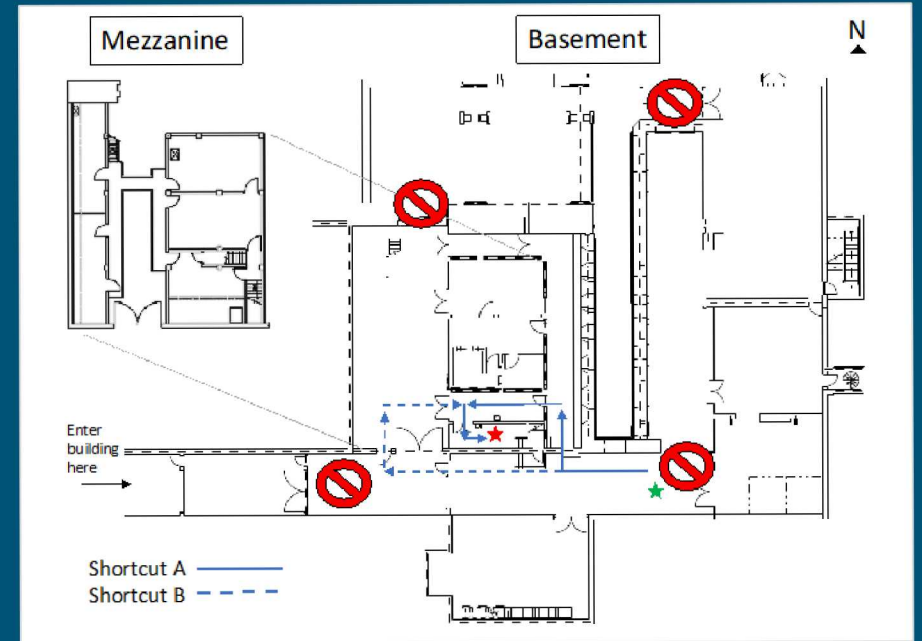 Mezzanine
Basement
N
Enter
building
here
Shortcut A
Shortcut B